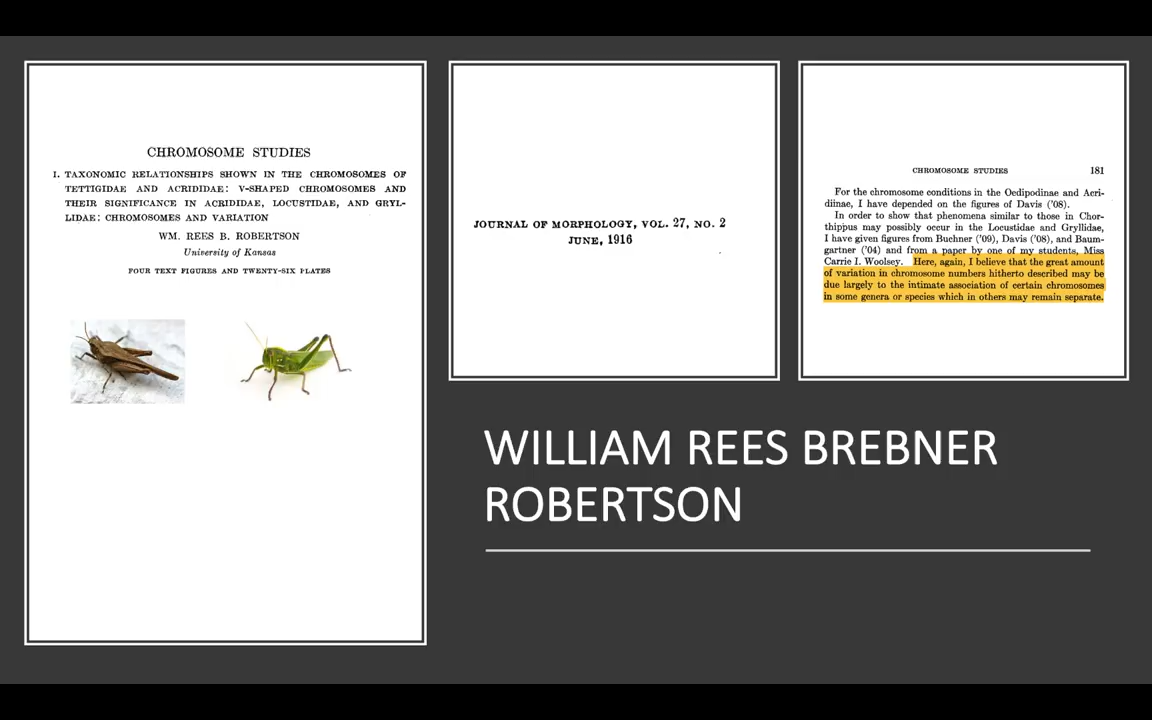 CHROMOSOME STUDIES
I. TAXONOMIC RELATIONSHIPS SHOWN IN THE CHROMOSOMES OF
TETTIGIDAE AND ACRIDIDAE: V-SHAPED CHROMOSOMES AND
THEIR SIGNIFICANCE IN ACRIDIDAE, LOCUSTIDAE, AND GRYL-
LIDAE: CHROMOSOMES AND VARIATION
WM. REES B. ROBERTSON
University of Kansas
FOUR TEXT FIGURES AND TWENTY-SIX PLATES
JOURNAL OF MORPHOLOGY, VOL. 27, NO. 2
JUNE, 1916
CHROMOSOME STUDIES 181
For the chromosome conditions in the Oedipodinae and Acri-
diinae, I have depended on the figures of Davis ('08).
In order to show that phenomena similar to those in Chor-
thippus may possibly occur in the Locustidae and Gryllidae,
I have given figures from Buchner ('09), Davis ('08), and Baum-
gartner ('04) and from a paper by one of my students, Miss
Carrie I. Woolsey. Here, again, I believe that the great amount
of variation in chromosome numbers hitherto described may be
due largely to the intimate association of certain chromosomes
in some genera or species which in others may remain separate.
WILLIAM REES BREBNER
ROBERTSON